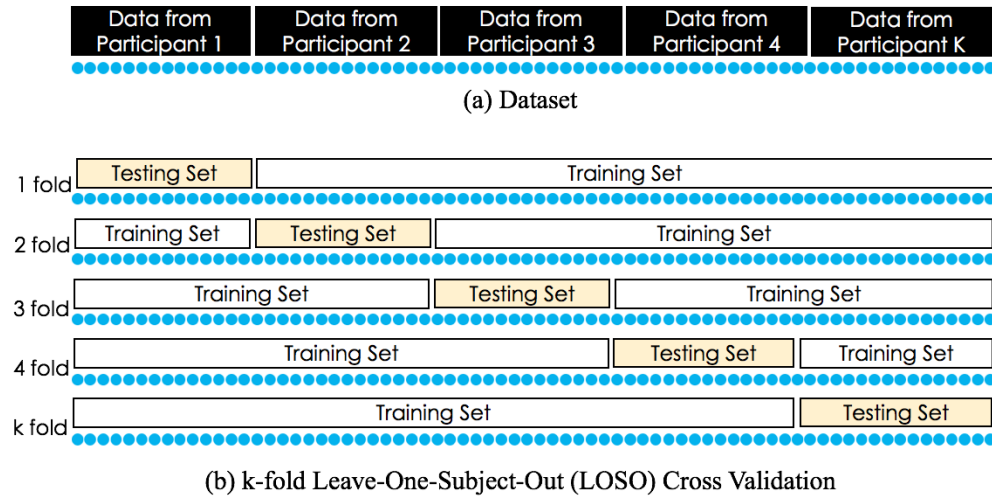 Data from Data from Data from Data from Data from
Participant 1 Participant 2 Participant 3 Participant 4 Participant K
(a) Dataset
1 fold Testing Set Training Set
2 fold Training Set Testing Set Training Set
3 fold Training Set Testing Set Training Set
4 fold Training Set Testing Set Training Set
k fold Training Set Testing Set
(b) k-fold Leave-One-Subject-Out (LOSO) Cross Validation